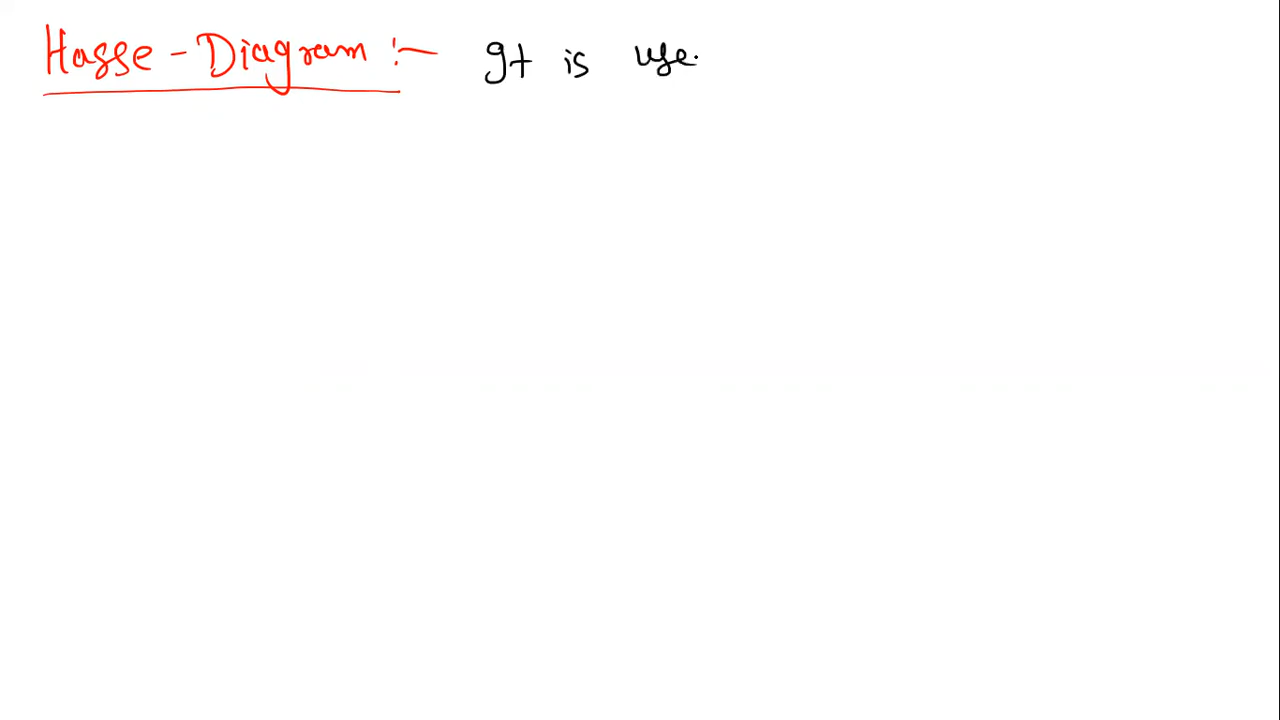 Hasse - Diagram :- It is use.